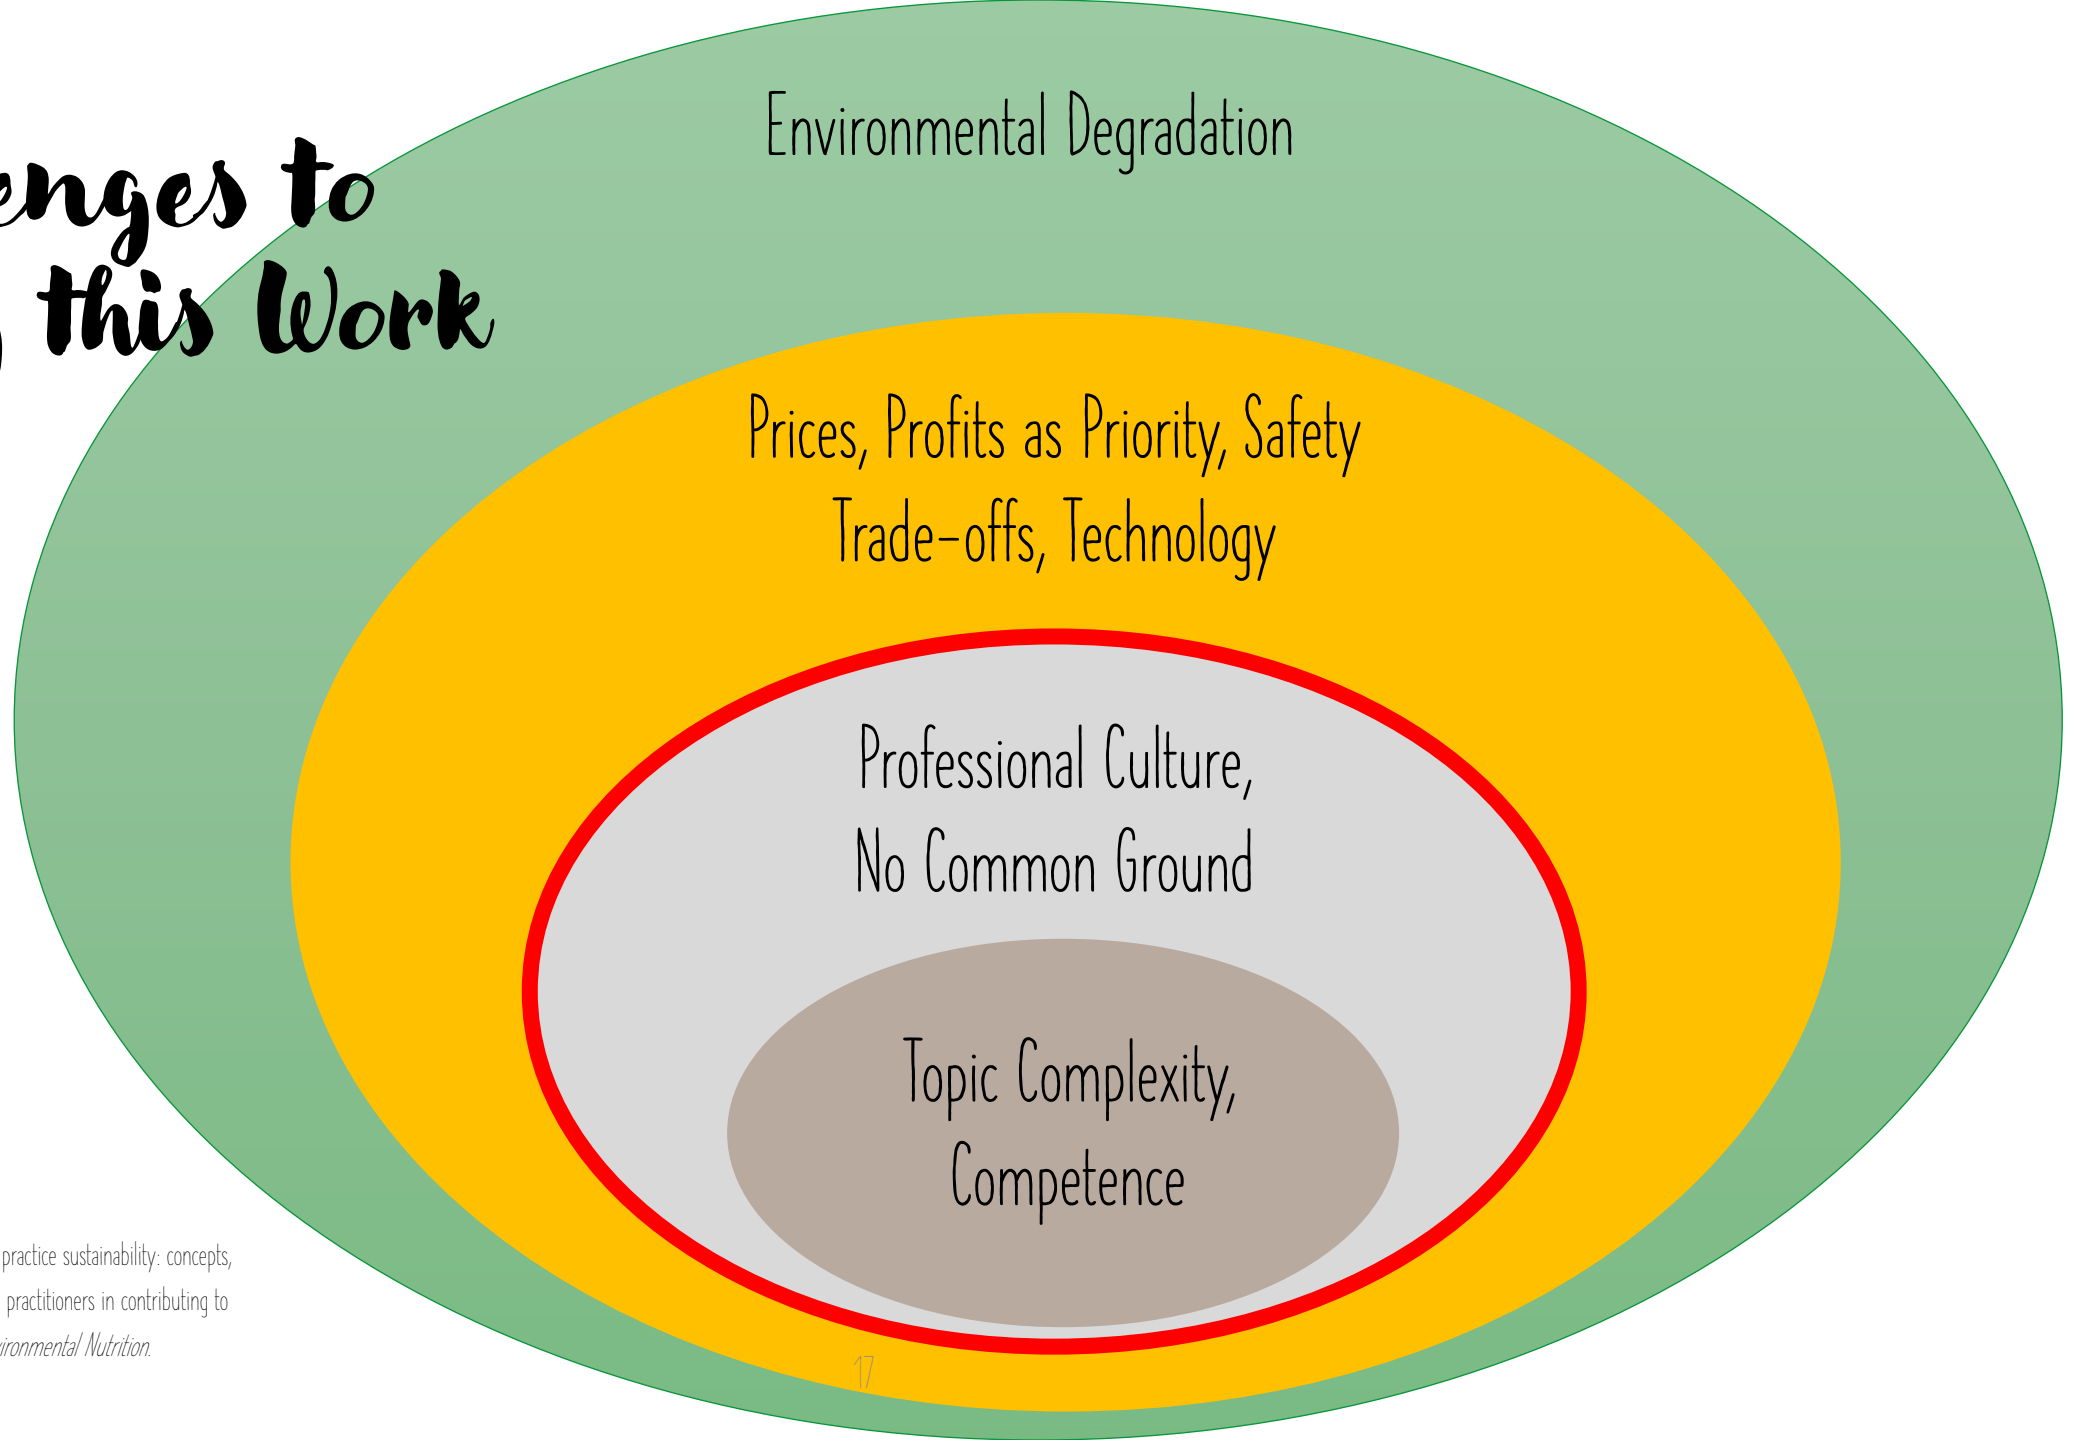 Environmental Degradation
enges to
this Work
Prices, Profits as Priority, Safety
Trade-offs, Technology
Professional Culture,
No Common Ground
Topic Complexity,
Competence
practice sustainability: concepts,
practitioners in contributing to
ironmental Nutrition.
17